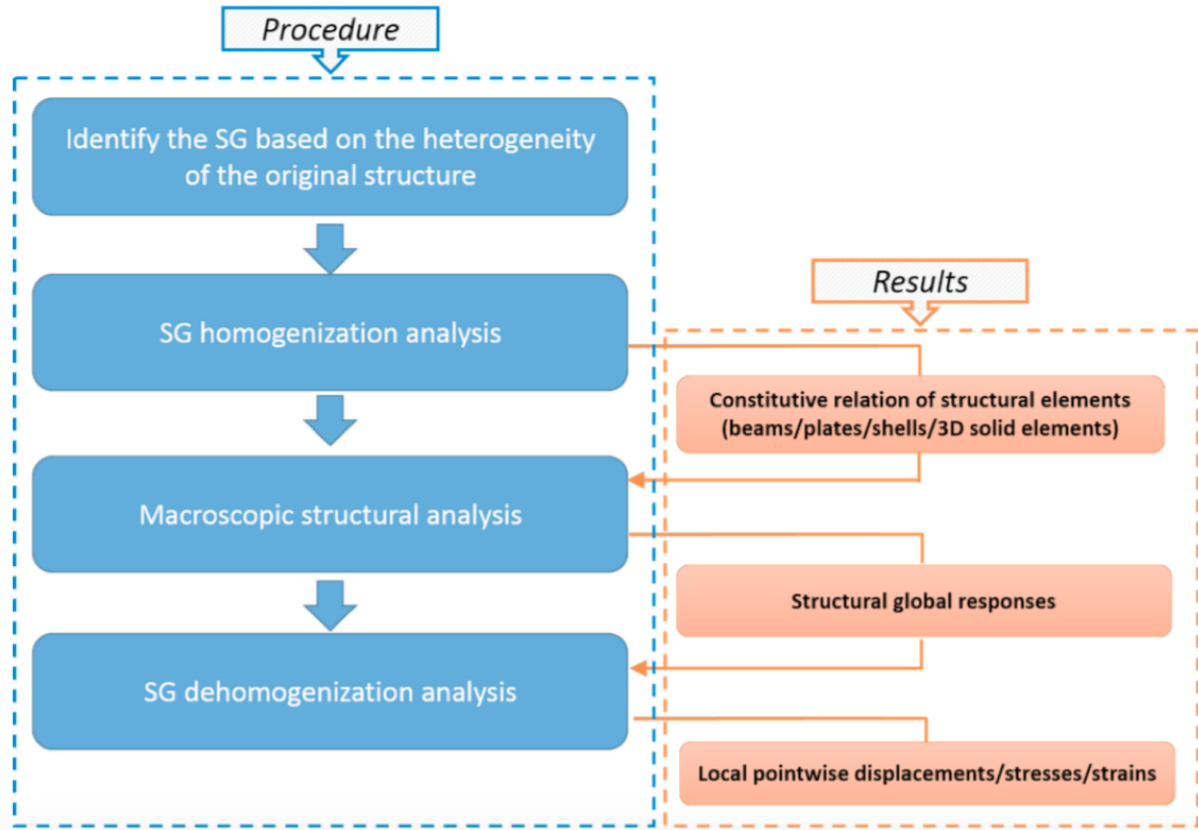 Procedure
Identify the SG based on the heterogeneity
of the original structure
SG homogenization analysis
Results
Constitutive relation of structural elements
(beams/plates/shells/3D solid elements)
Macroscopic structural analysis
Structural global responses
SG dehomogenization analysis
Local pointwise displacements/stresses/strains